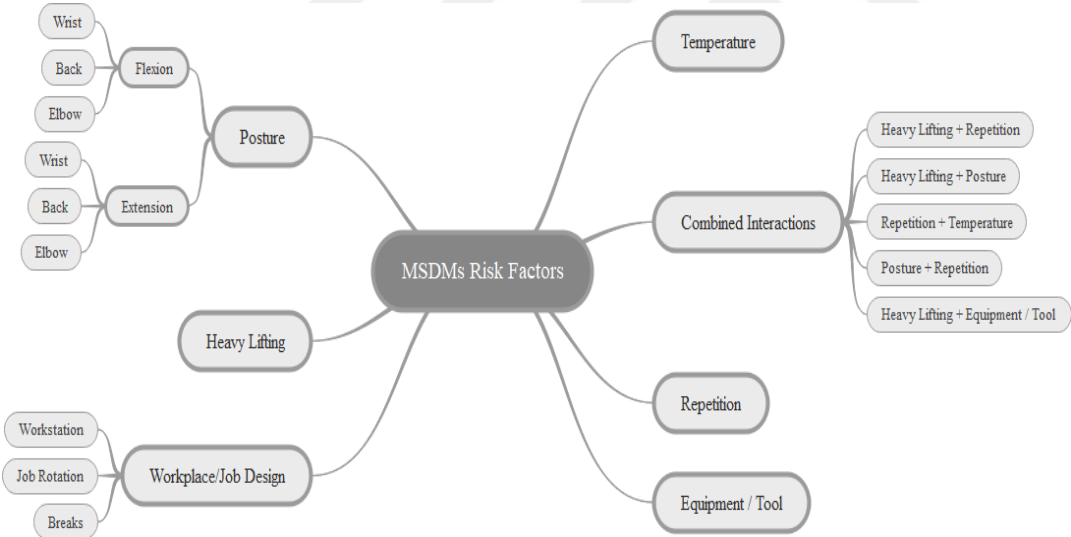 Wrist
Back
Elbow
Flexion
Wrist
Back
Elbow
Extension
Posture
Heavy Lifting
Workstation
Job Rotation
Breaks
Workplace/Job Design
MSDMs Risk Factors
Temperature
Combined Interactions
Heavy Lifting + Repetition
Heavy Lifting + Posture
Repetition + Temperature
Posture + Repetition
Heavy Lifting + Equipment / Tool
Repetition
Equipment / Tool